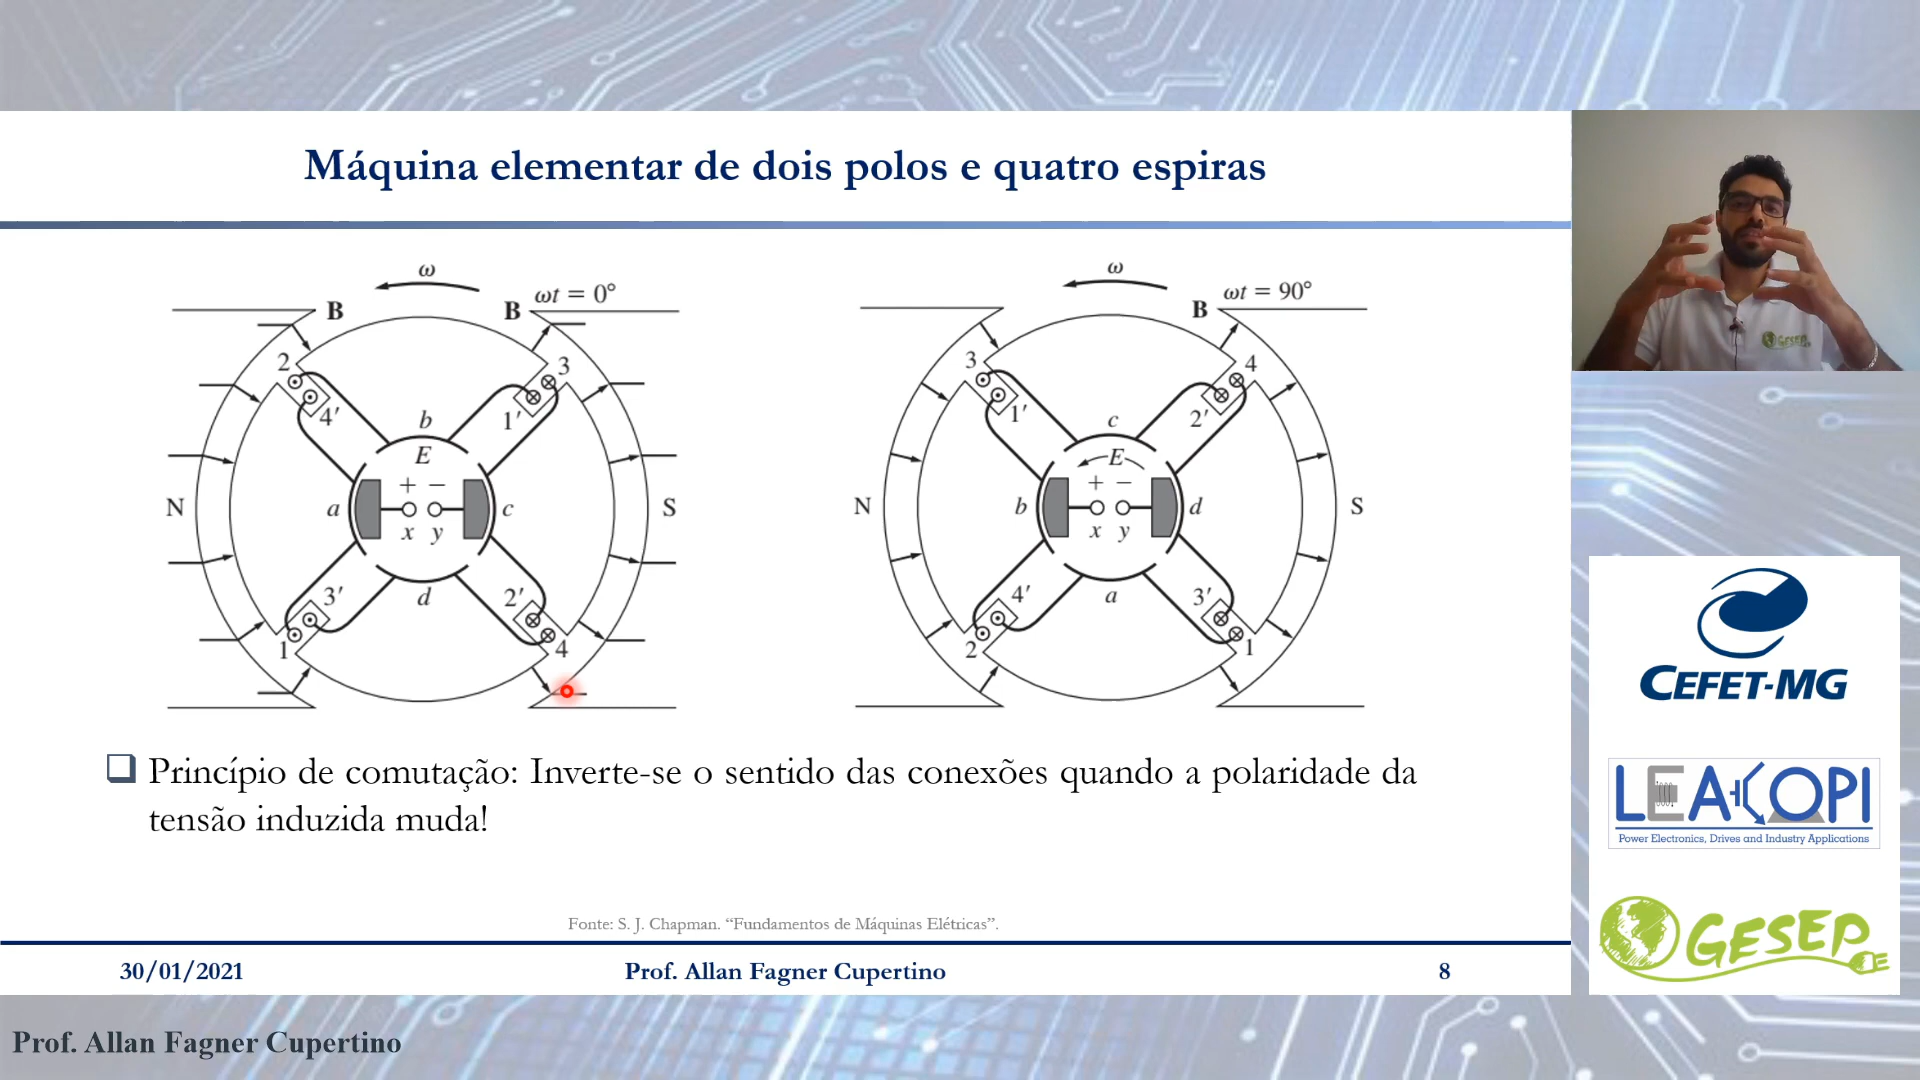 Máquina elementar de dois polos e quatro espiras
ω
ωt = 0°
B
B
2
3
4'
1'
b
E
+ −
N
a
c
S
x y
3'
d
2'
1
4
ω
ωt = 90°
B
3
4
1'
2'
c
E
+ −
N
b
d
S
x y
4'
a
3'
2
1
Princípio de comutação: Inverte-se o sentido das conexões quando a polaridade da
tensão induzida muda!
Fonte: S. J. Chapman. “Fundamentos de Máquinas Elétricas”.
30/01/2021
Prof. Allan Fagner Cupertino
8
GESEP
CEFET-MG
LEACOPI
Power Electronics, Drives and Industry Applications
GESEP
Prof. Allan Fagner Cupertino